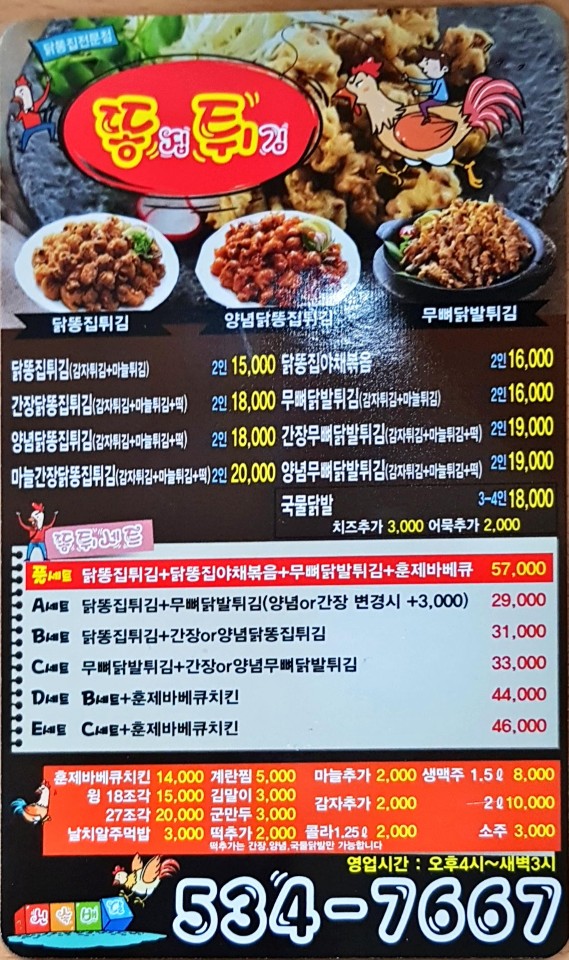 닭똥집전문점
똥집튀김
닭똥집튀김
양념닭똥집튀김
무뼈닭발튀김
닭똥집튀김(감자튀김+마늘튀김) 2인 15,000
간장닭똥집튀김(감자튀김+마늘튀김+떡) 2인 18,000
양념닭똥집튀김(감자튀김+마늘튀김+떡) 2인 18,000
마늘간장닭똥집튀김(감자튀김+마늘튀김+떡) 2인 20,000
닭똥집야채볶음 2인 16,000
무뼈닭발튀김(감자튀김+마늘튀김) 2인 16,000
간장무뼈닭발튀김(감자튀김+마늘튀김+떡) 2인 19,000
양념무뼈닭발튀김(감자튀김+마늘튀김+떡) 2인 19,000
국물닭발 3-4인 18,000
치즈추가 3,000 어묵추가 2,000
똥튀세트
똥세트 닭똥집튀김+닭똥집야채볶음+무뼈닭발튀김+훈제바베큐 57,000
A세트 닭똥집튀김+무뼈닭발튀김(양념or간장 변경시 +3,000) 29,000
B세트 닭똥집튀김+간장or양념닭똥집튀김 31,000
C세트 무뼈닭발튀김+간장or양념무뼈닭발튀김 33,000
D세트 B세트+훈제바베큐치킨 44,000
E세트 C세트+훈제바베큐치킨 46,000
훈제바베큐치킨 14,000 계란찜 5,000 마늘추가 2,000 생맥주 1.5ℓ 8,000
윙 18조각 15,000 김말이 3,000 감자추가 2,000 2ℓ 10,000
27조각 20,000 군만두 3,000
날치알주먹밥 3,000 떡추가 2,000 콜라1.25ℓ 2,000 소주 3,000
떡추가는 간장,양념,국물닭발만 가능합니다
영업시간 : 오후4시~새벽3시
534-7667